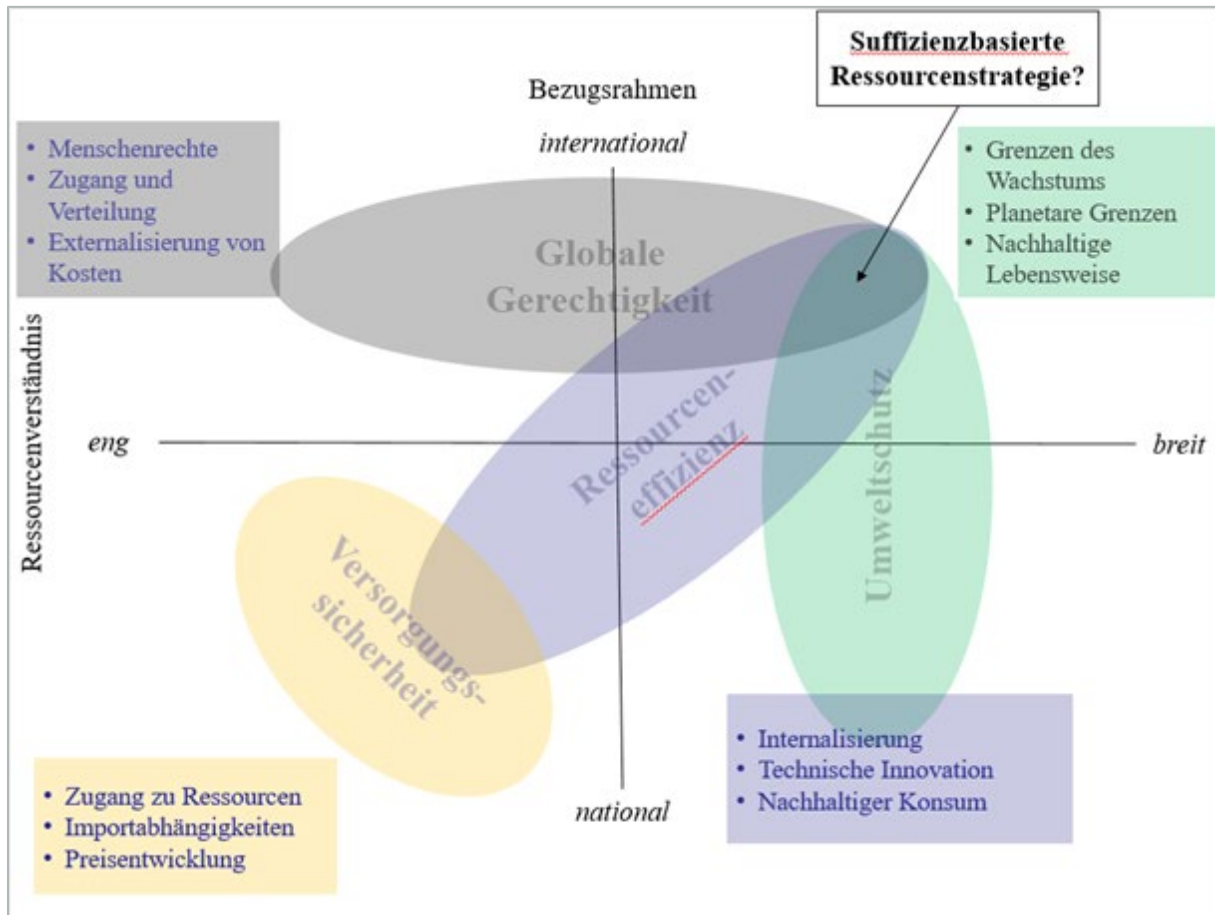 Suffizienzbasierte
Ressourcenstrategie?
Bezugsrahmen
international
• Menschenrechte
• Zugang und
Verteilung
• Externalisierung von
Kosten
• Grenzen des
Wachstums
• Planetare Grenzen
• Nachhaltige
Lebensweise
Globale
Gerechtigkeit
Ressourcenverständnis
eng
breit
Ressourcen-
effizienz
Umweltschutz
Versorgungs-
sicherheit
• Internalisierung
• Technische Innovation
• Nachhaltiger Konsum
• Zugang zu Ressourcen
• Importabhängigkeiten
• Preisentwicklung
national